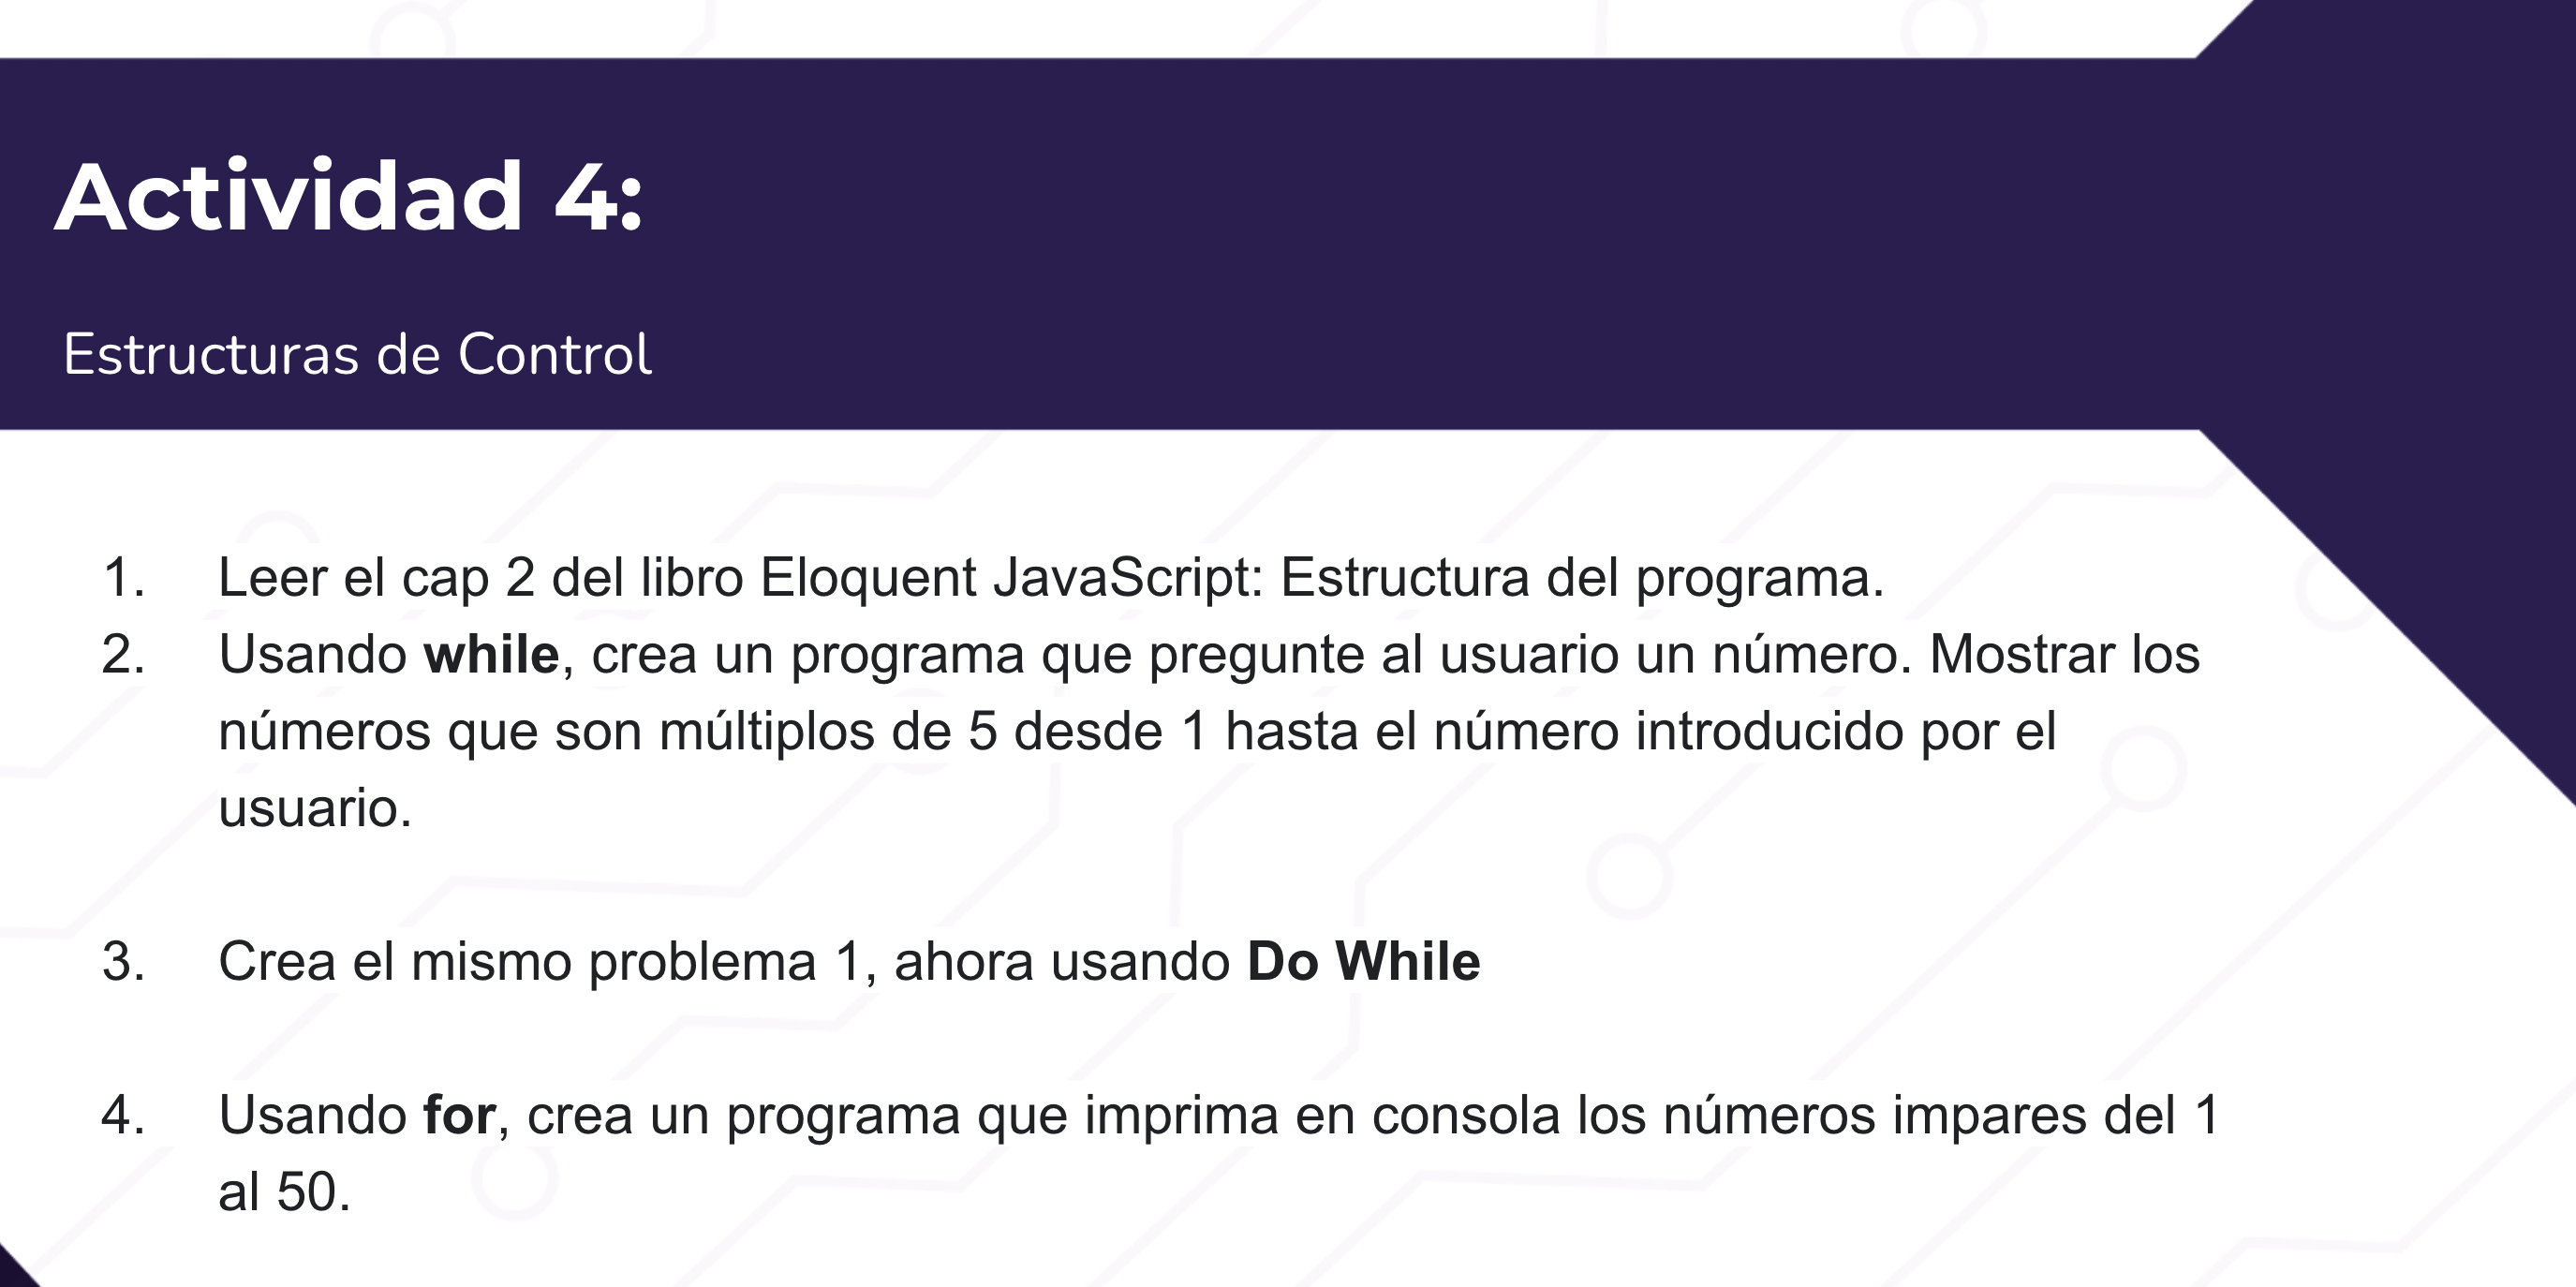 Actividad 4:
Estructuras de Control
1. Leer el cap 2 del libro Eloquent JavaScript: Estructura del programa.
2. Usando while, crea un programa que pregunte al usuario un número. Mostrar los
números que son múltiplos de 5 desde 1 hasta el número introducido por el
usuario.
3. Crea el mismo problema 1, ahora usando Do While
4. Usando for, crea un programa que imprima en consola los números impares del 1
al 50.